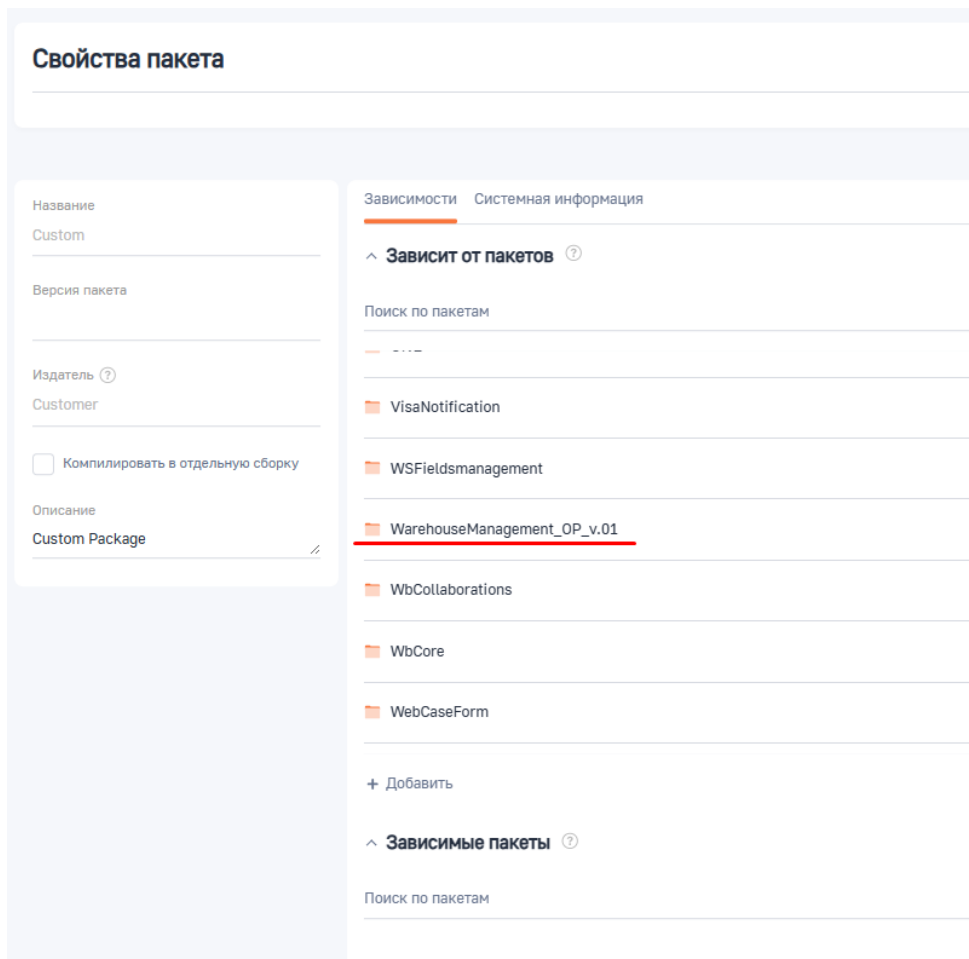 Свойства пакета
Название
Custom
Версия пакета
Издатель
Customer
Компилировать в отдельную сборку
Описание
Custom Package
Зависимости Системная информация
Зависит от пакетов
Поиск по пакетам
VisaNotification
WSFieldsmanagement
WarehouseManagement_OP_v.01
WbCollaborations
WbCore
WebCaseForm
+ Добавить
Зависимые пакеты
Поиск по пакетам